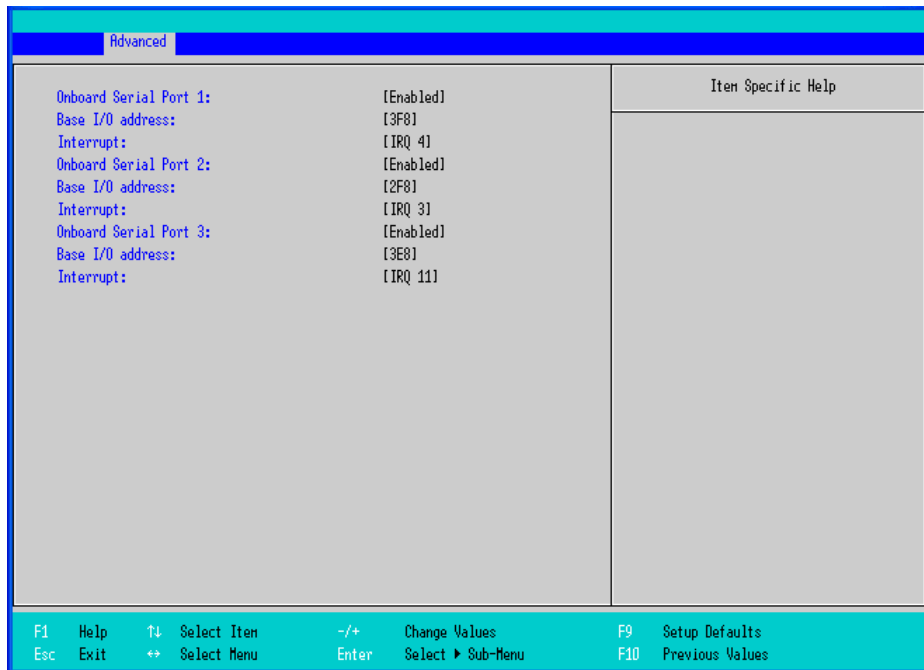 Advanced
Item Specific Help
Onboard Serial Port 1: [Enabled]
Base I/O address: [3F8]
Interrupt: [IRQ 4]
Onboard Serial Port 2: [Enabled]
Base I/O address: [2F8]
Interrupt: [IRQ 3]
Onboard Serial Port 3: [Enabled]
Base I/O address: [3E8]
Interrupt: [IRQ 11]
F1 Help ↑↓ Select Item -/+ Change Values F9 Setup Defaults
Esc Exit ↔ Select Menu Enter Select ▶ Sub-Menu F10 Previous Values